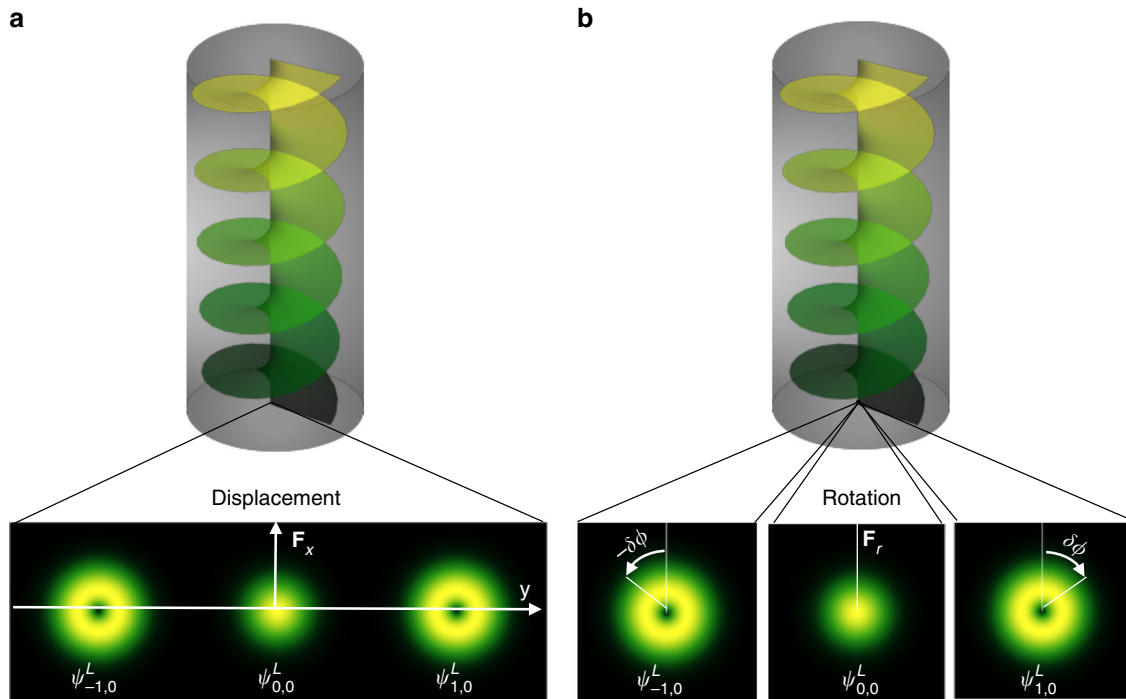 a
b
Displacement
Rotation
F_x
y
ψ^L_{-1,0}
ψ^L_{0,0}
ψ^L_{1,0}
-δϕ
F_r
δϕ
ψ^L_{-1,0}
ψ^L_{0,0}
ψ^L_{1,0}